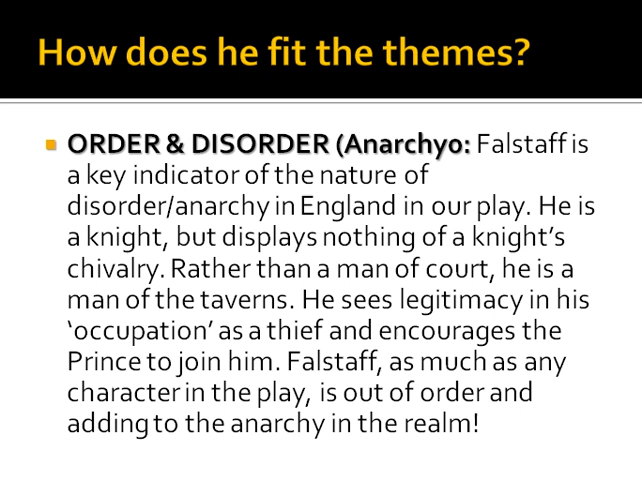 How does he fit the themes?
ORDER & DISORDER (Anarchyo: Falstaff is
a key indicator of the nature of
disorder/anarchy in England in our play. He is
a knight, but displays nothing of a knight’s
chivalry. Rather than a man of court, he is a
man of the taverns. He sees legitimacy in his
‘occupation’ as a thief and encourages the
Prince to join him. Falstaff, as much as any
character in the play, is out of order and
adding to the anarchy in the realm!